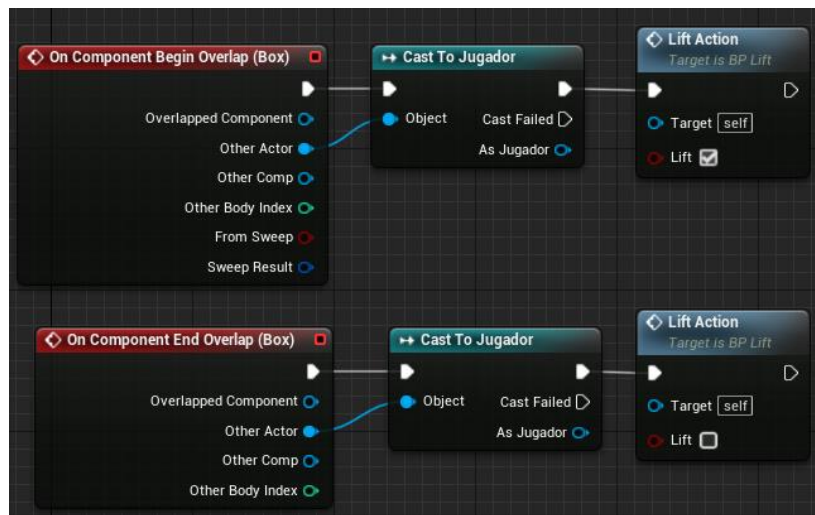 On Component Begin Overlap (Box)
Overlapped Component
Other Actor
Other Comp
Other Body Index
From Sweep
Sweep Result
Cast To Jugador
Object
Cast Failed
As Jugador
Lift Action
Target is BP Lift
Target self
Lift
On Component End Overlap (Box)
Overlapped Component
Other Actor
Other Comp
Other Body Index
Cast To Jugador
Object
Cast Failed
As Jugador
Lift Action
Target is BP Lift
Target self
Lift